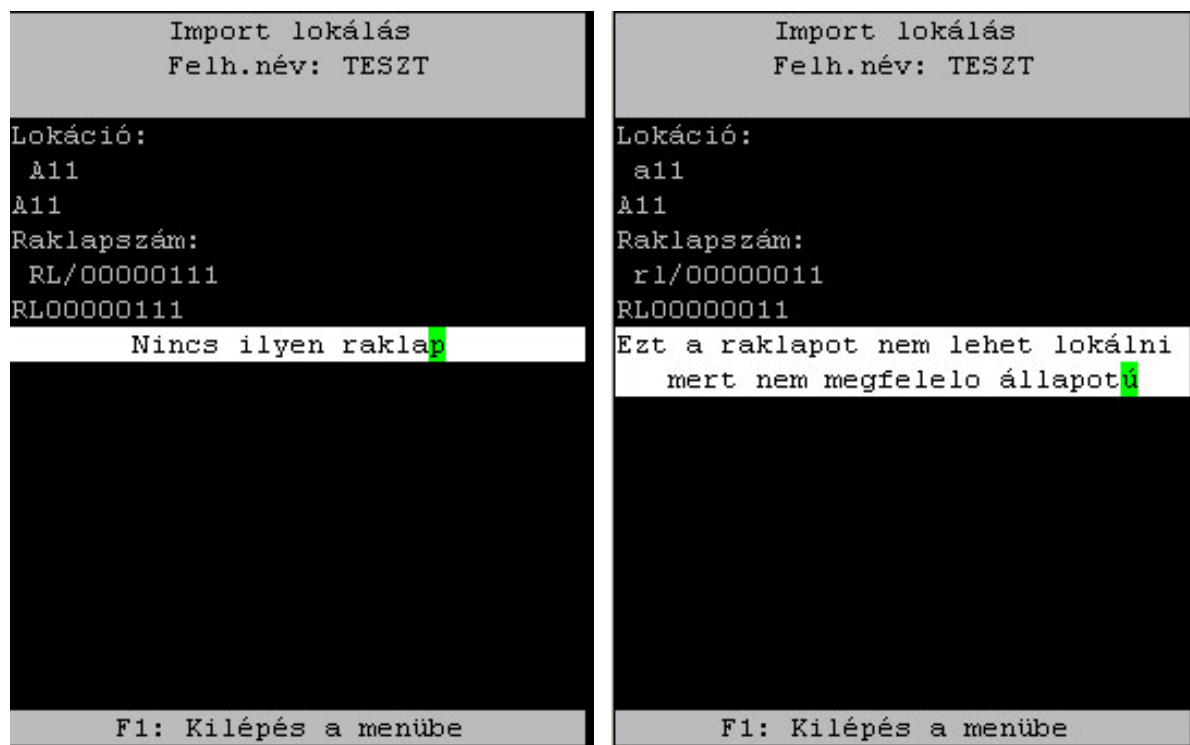 Import lokálás
Felh.név: TESZT
Lokáció:
A11
A11
Raklapszám:
RL/00000111
RL00000111
Nincs ilyen raklap
F1: Kilépés a menübe
Import lokálás
Felh.név: TESZT
Lokáció:
a11
A11
Raklapszám:
rl/00000011
RL00000011
Ezt a raklapot nem lehet lokálni
mert nem megfelelo állapotú
F1: Kilépés a menübe